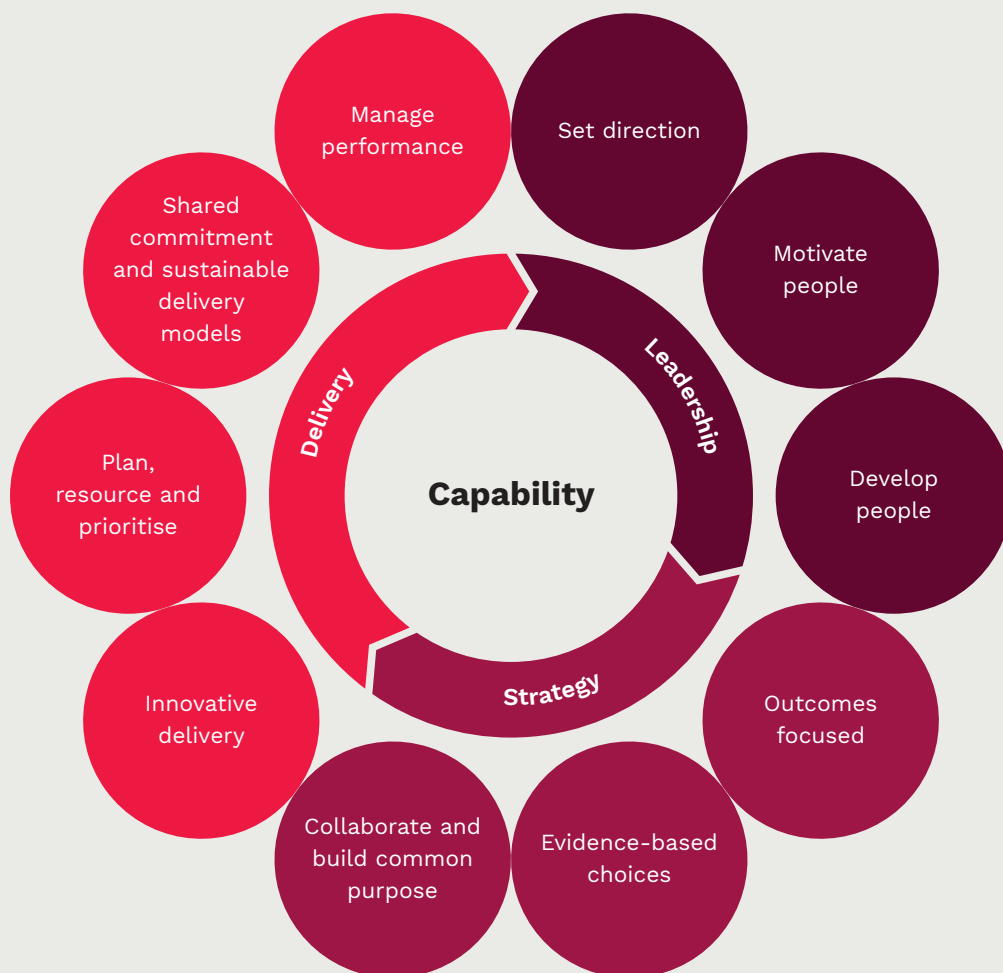 Manage
performance
Set direction
Shared
commitment
and sustainable
delivery
models
Motivate
people
Delivery
Leadership
Plan,
resource and
prioritise
Capability
Develop
people
Strategy
Innovative
delivery
Outcomes
focused
Collaborate and
build common
purpose
Evidence-based
choices